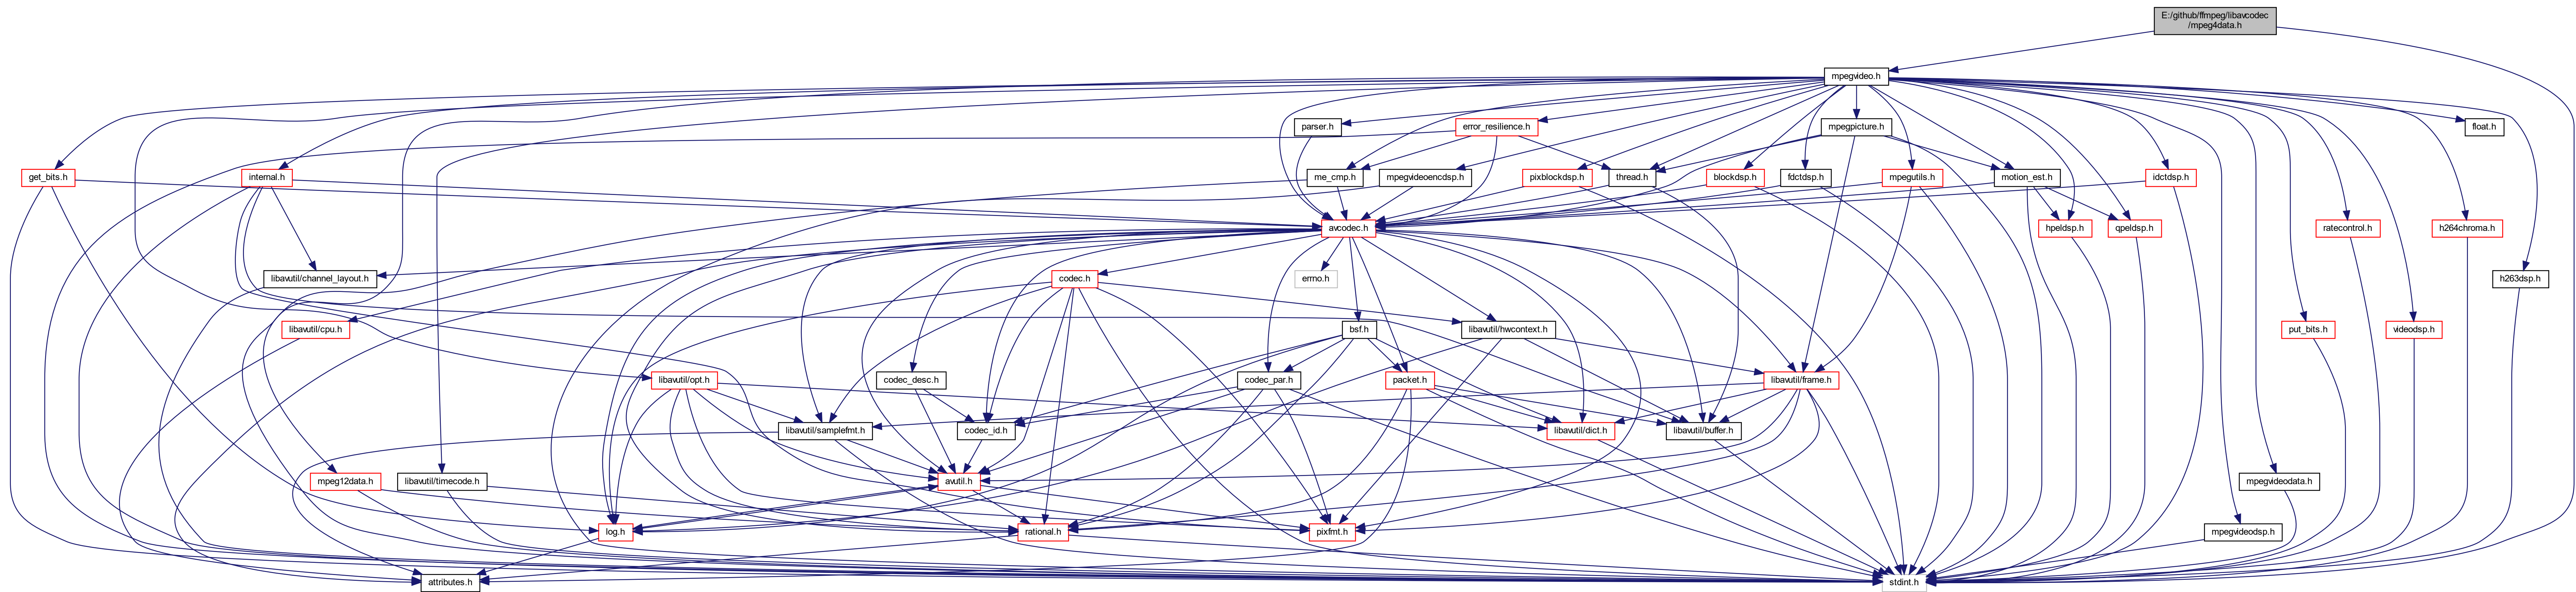 E:/github/ffmpeg/libavcodec
/mpeg4data.h
mpegvideo.h
parser.h
error_resilience.h
mpegpicture.h
float.h
get_bits.h
internal.h
me_cmp.h
mpegvideoencdsp.h
pixblockdsp.h
thread.h
blockdsp.h
fdctdsp.h
mpegutils.h
motion_est.h
idctdsp.h
avcodec.h
hpeldsp.h
qpeldsp.h
ratecontrol.h
h264chroma.h
libavutil/channel_layout.h
errno.h
codec.h
h263dsp.h
libavutil/cpu.h
bsf.h
libavutil/hwcontext.h
put_bits.h
videodsp.h
libavutil/opt.h
codec_desc.h
codec_par.h
packet.h
libavutil/frame.h
libavutil/samplefmt.h
codec_id.h
libavutil/dict.h
libavutil/buffer.h
mpeg12data.h
libavutil/timecode.h
avutil.h
mpegvideodata.h
log.h
rational.h
pixfmt.h
mpegvideodsp.h
attributes.h
stdint.h